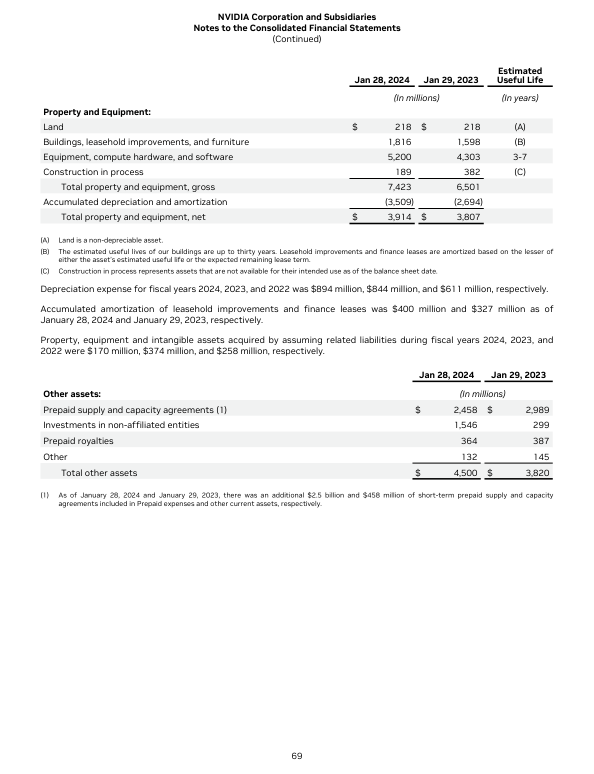 NVIDIA Corporation and Subsidiaries
Notes to the Consolidated Financial Statements
(Continued)
Jan 28, 2024 Jan 29, 2023 Estimated Useful Life
(In millions) (In years)
Property and Equipment:
Land $ 218 $ 218 (A)
Buildings, leasehold improvements, and furniture 1,816 1,598 (B)
Equipment, compute hardware, and software 5,200 4,303 3-7
Construction in process 189 382 (C)
Total property and equipment, gross 7,423 6,501
Accumulated depreciation and amortization (3,509) (2,694)
Total property and equipment, net $ 3,914 $ 3,807
(A) Land is a non-depreciable asset.
(B) The estimated useful lives of our buildings are up to thirty years. Leasehold improvements and finance leases are amortized based on the lesser of
either the asset's estimated useful life or the expected remaining lease term.
(C) Construction in process represents assets that are not available for their intended use as of the balance sheet date.
Depreciation expense for fiscal years 2024, 2023, and 2022 was $894 million, $844 million, and $611 million, respectively.
Accumulated amortization of leasehold improvements and finance leases was $400 million and $327 million as of
January 28, 2024 and January 29, 2023, respectively.
Property, equipment and intangible assets acquired by assuming related liabilities during fiscal years 2024, 2023, and
2022 were $170 million, $374 million, and $258 million, respectively.
Jan 28, 2024 Jan 29, 2023
Other assets: (In millions)
Prepaid supply and capacity agreements (1) $ 2,458 $ 2,989
Investments in non-affiliated entities 1,546 299
Prepaid royalties 364 387
Other 132 145
Total other assets $ 4,500 $ 3,820
(1) As of January 28, 2024 and January 29, 2023, there was an additional $2.5 billion and $458 million of short-term prepaid supply and capacity
agreements included in Prepaid expenses and other current assets, respectively.
69